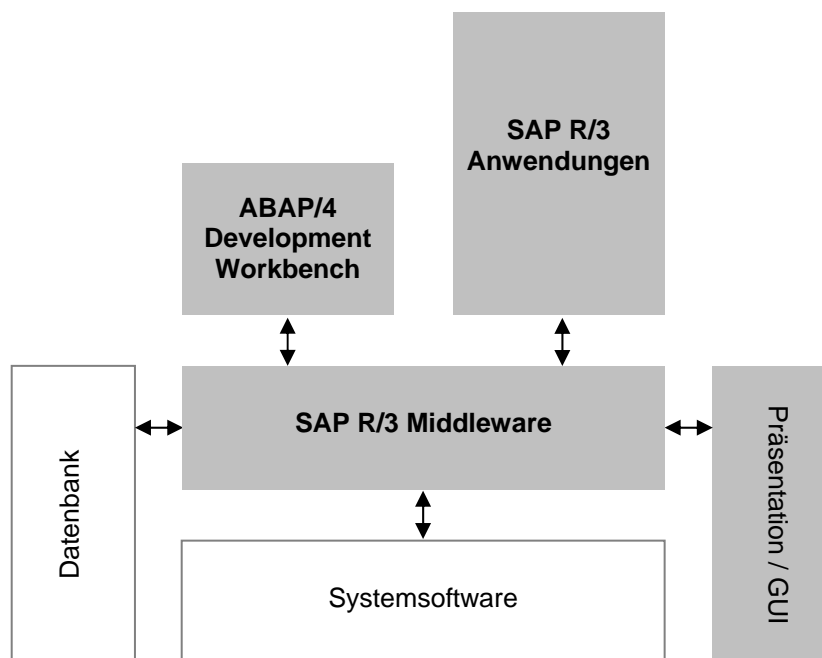 SAP R/3
Anwendungen
ABAP/4
Development
Workbench
SAP R/3 Middleware
Datenbank
Präsentation / GUI
Systemsoftware